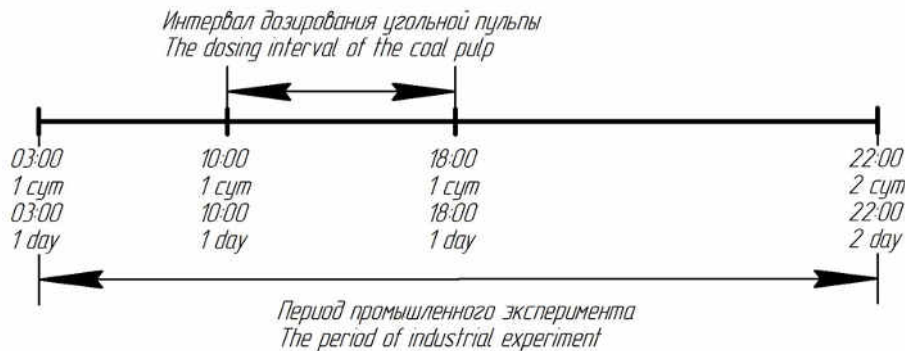 Интервал дозирования угольной пульпы
The dosing interval of the coal pulp
03:00 10:00 18:00 22:00
1 сут 1 сут 1 сут 2 сут
03:00 10:00 18:00 22:00
1 day 1 day 1 day 2 day
Период промышленного эксперимента
The period of industrial experiment